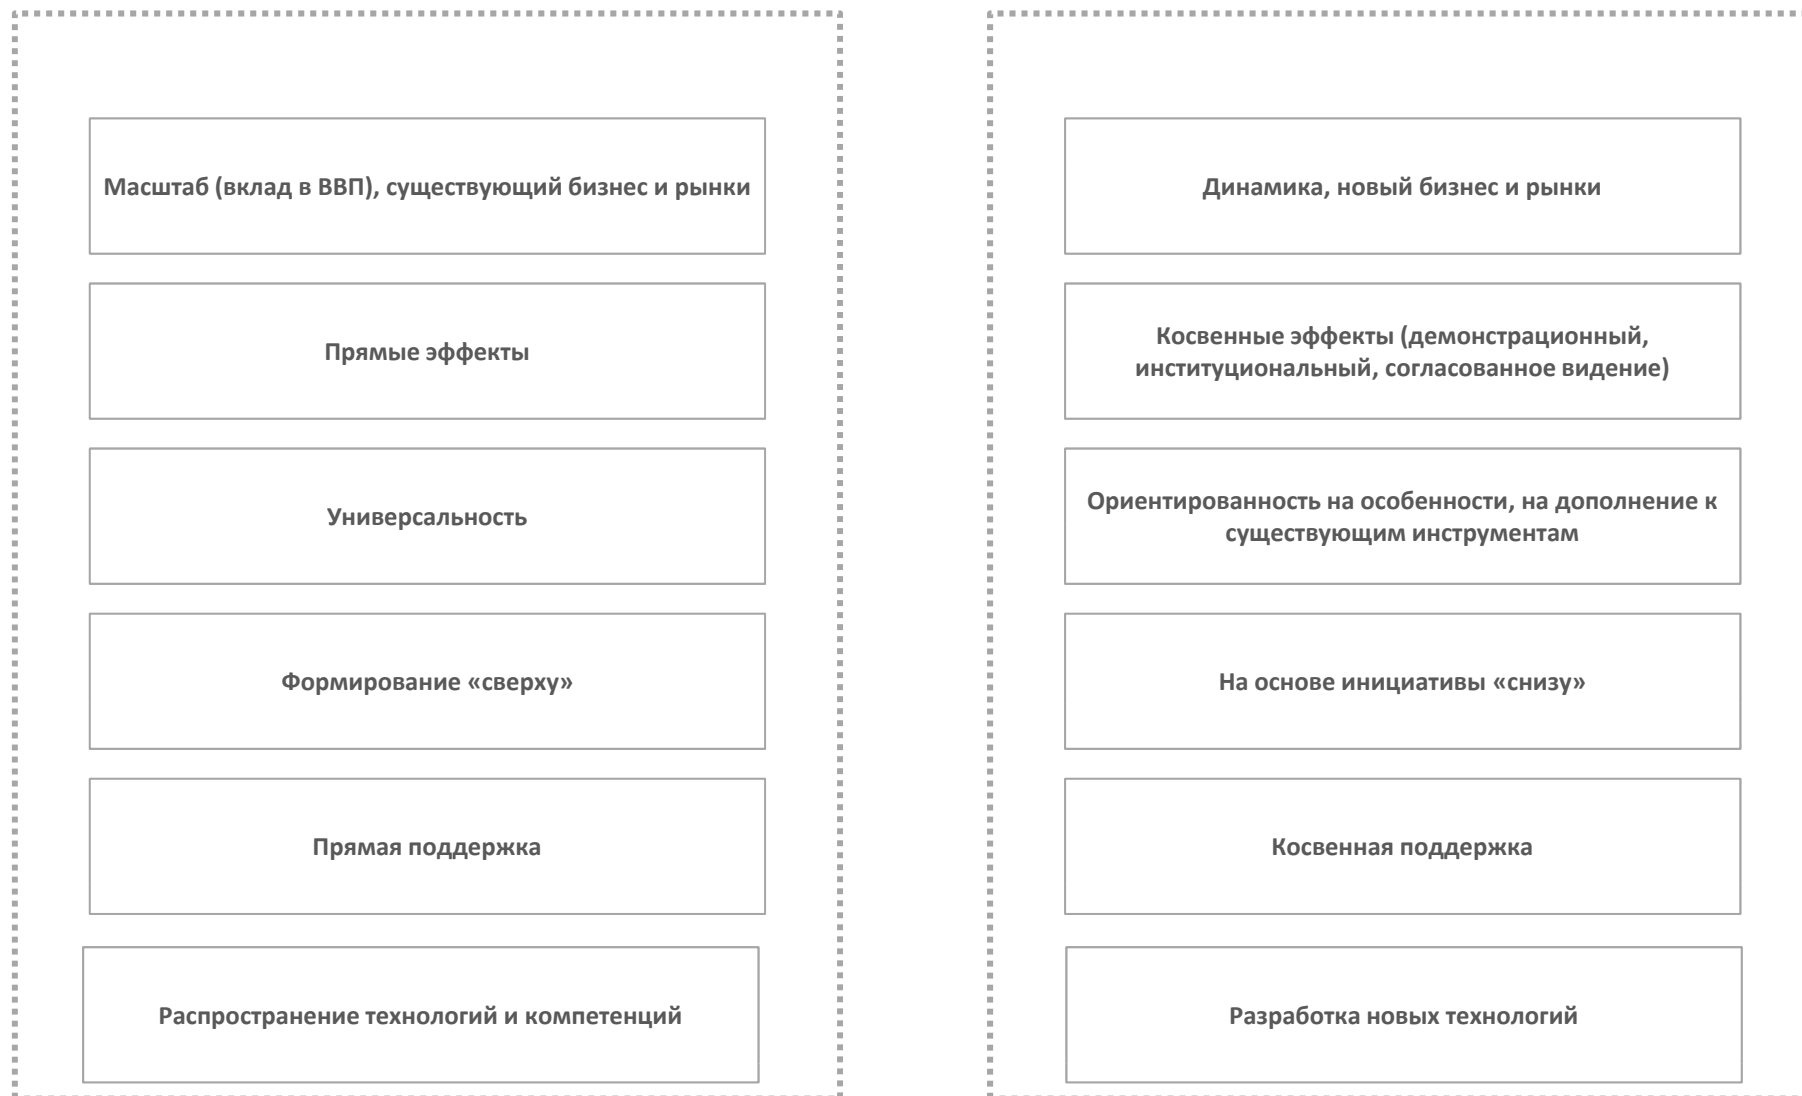 Масштаб (вклад в ВВП), существующий бизнес и рынки
Динамика, новый бизнес и рынки
Прямые эффекты
Косвенные эффекты (демонстрационный,
институциональный, согласованное видение)
Универсальность
Ориентированность на особенности, на дополнение к
существующим инструментам
Формирование «сверху»
На основе инициативы «снизу»
Прямая поддержка
Косвенная поддержка
Распространение технологий и компетенций
Разработка новых технологий